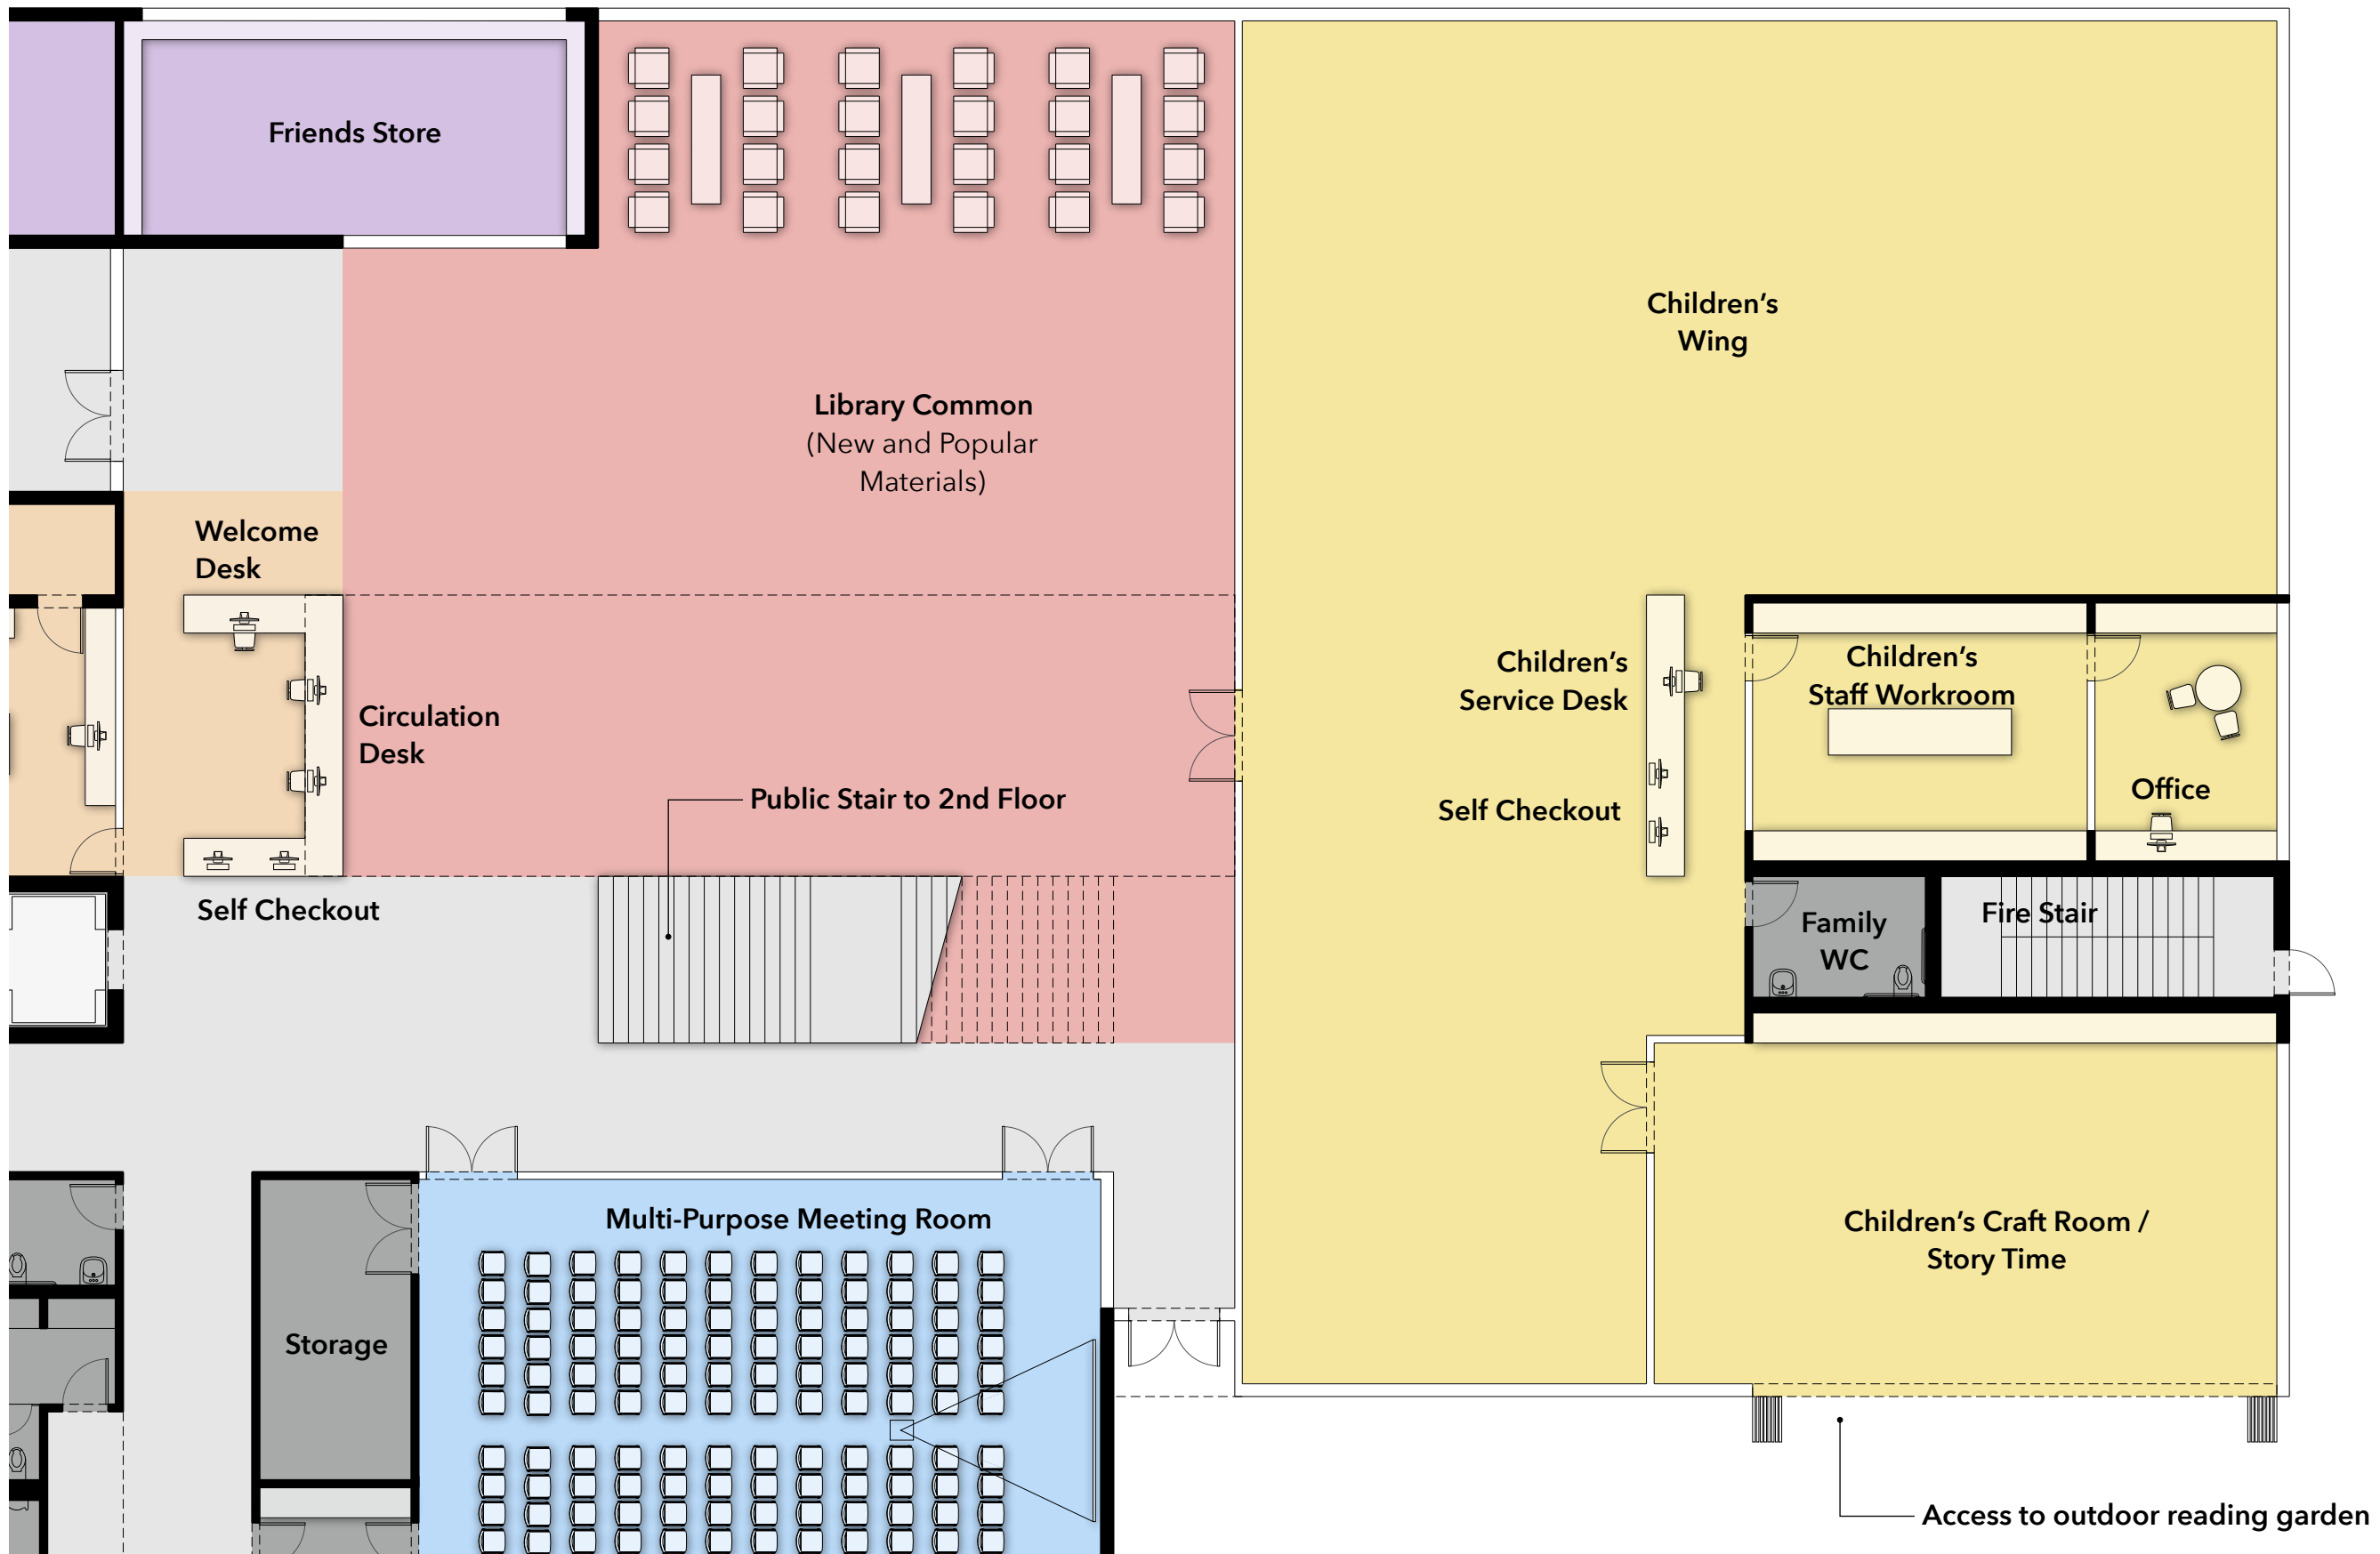 Friends Store
Children’s
Wing
Library Common
(New and Popular
Materials)
Welcome
Desk
Circulation
Desk
Children’s
Service Desk
Children’s
Staff Workroom
Public Stair to 2nd Floor
Self Checkout
Office
Self Checkout
Family
WC
Fire Stair
Multi-Purpose Meeting Room
Children’s Craft Room /
Story Time
Storage
Access to outdoor reading garden